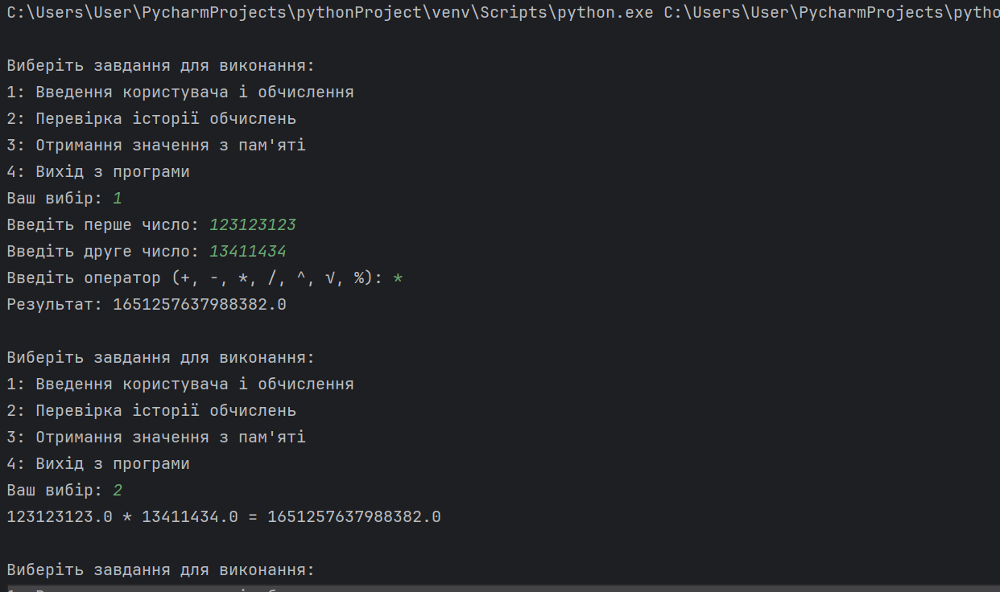 C:\Users\User\PycharmProjects\pythonProject\venv\Scripts\python.exe C:\Users\User\PycharmProjects\pytho
Виберіть завдання для виконання:
1: Введення користувача і обчислення
2: Перевірка історії обчислень
3: Отримання значення з пам'яті
4: Вихід з програми
Ваш вибір: 1
Введіть перше число: 123123123
Введіть друге число: 13411434
Введіть оператор (+, -, *, /, ^, √, %): *
Результат: 1651257637988382.0
Виберіть завдання для виконання:
1: Введення користувача і обчислення
2: Перевірка історії обчислень
3: Отримання значення з пам'яті
4: Вихід з програми
Ваш вибір: 2
123123123.0 * 13411434.0 = 1651257637988382.0
Виберіть завдання для виконання: